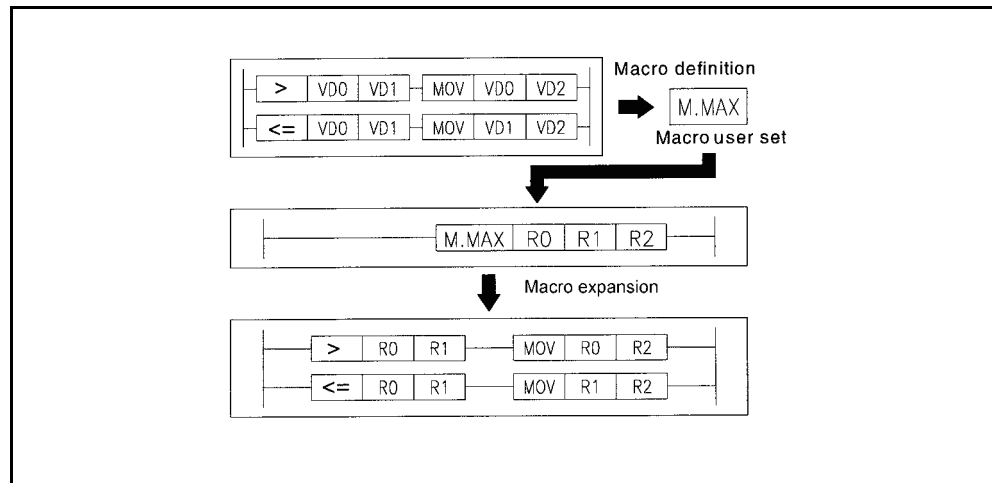 > VD0 VD1 MOV VD0 VD2
<= VD0 VD1 MOV VD1 VD2
Macro definition
M.MAX
Macro user set
M.MAX R0 R1 R2
Macro expansion
> R0 R1 MOV R0 R2
<= R0 R1 MOV R1 R2